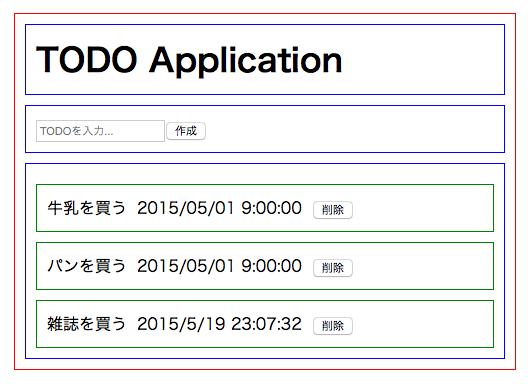 TODO Application
TODOを入力... 作成
牛乳を買う 2015/05/01 9:00:00 削除
パンを買う 2015/05/01 9:00:00 削除
雑誌を買う 2015/5/19 23:07:32 削除